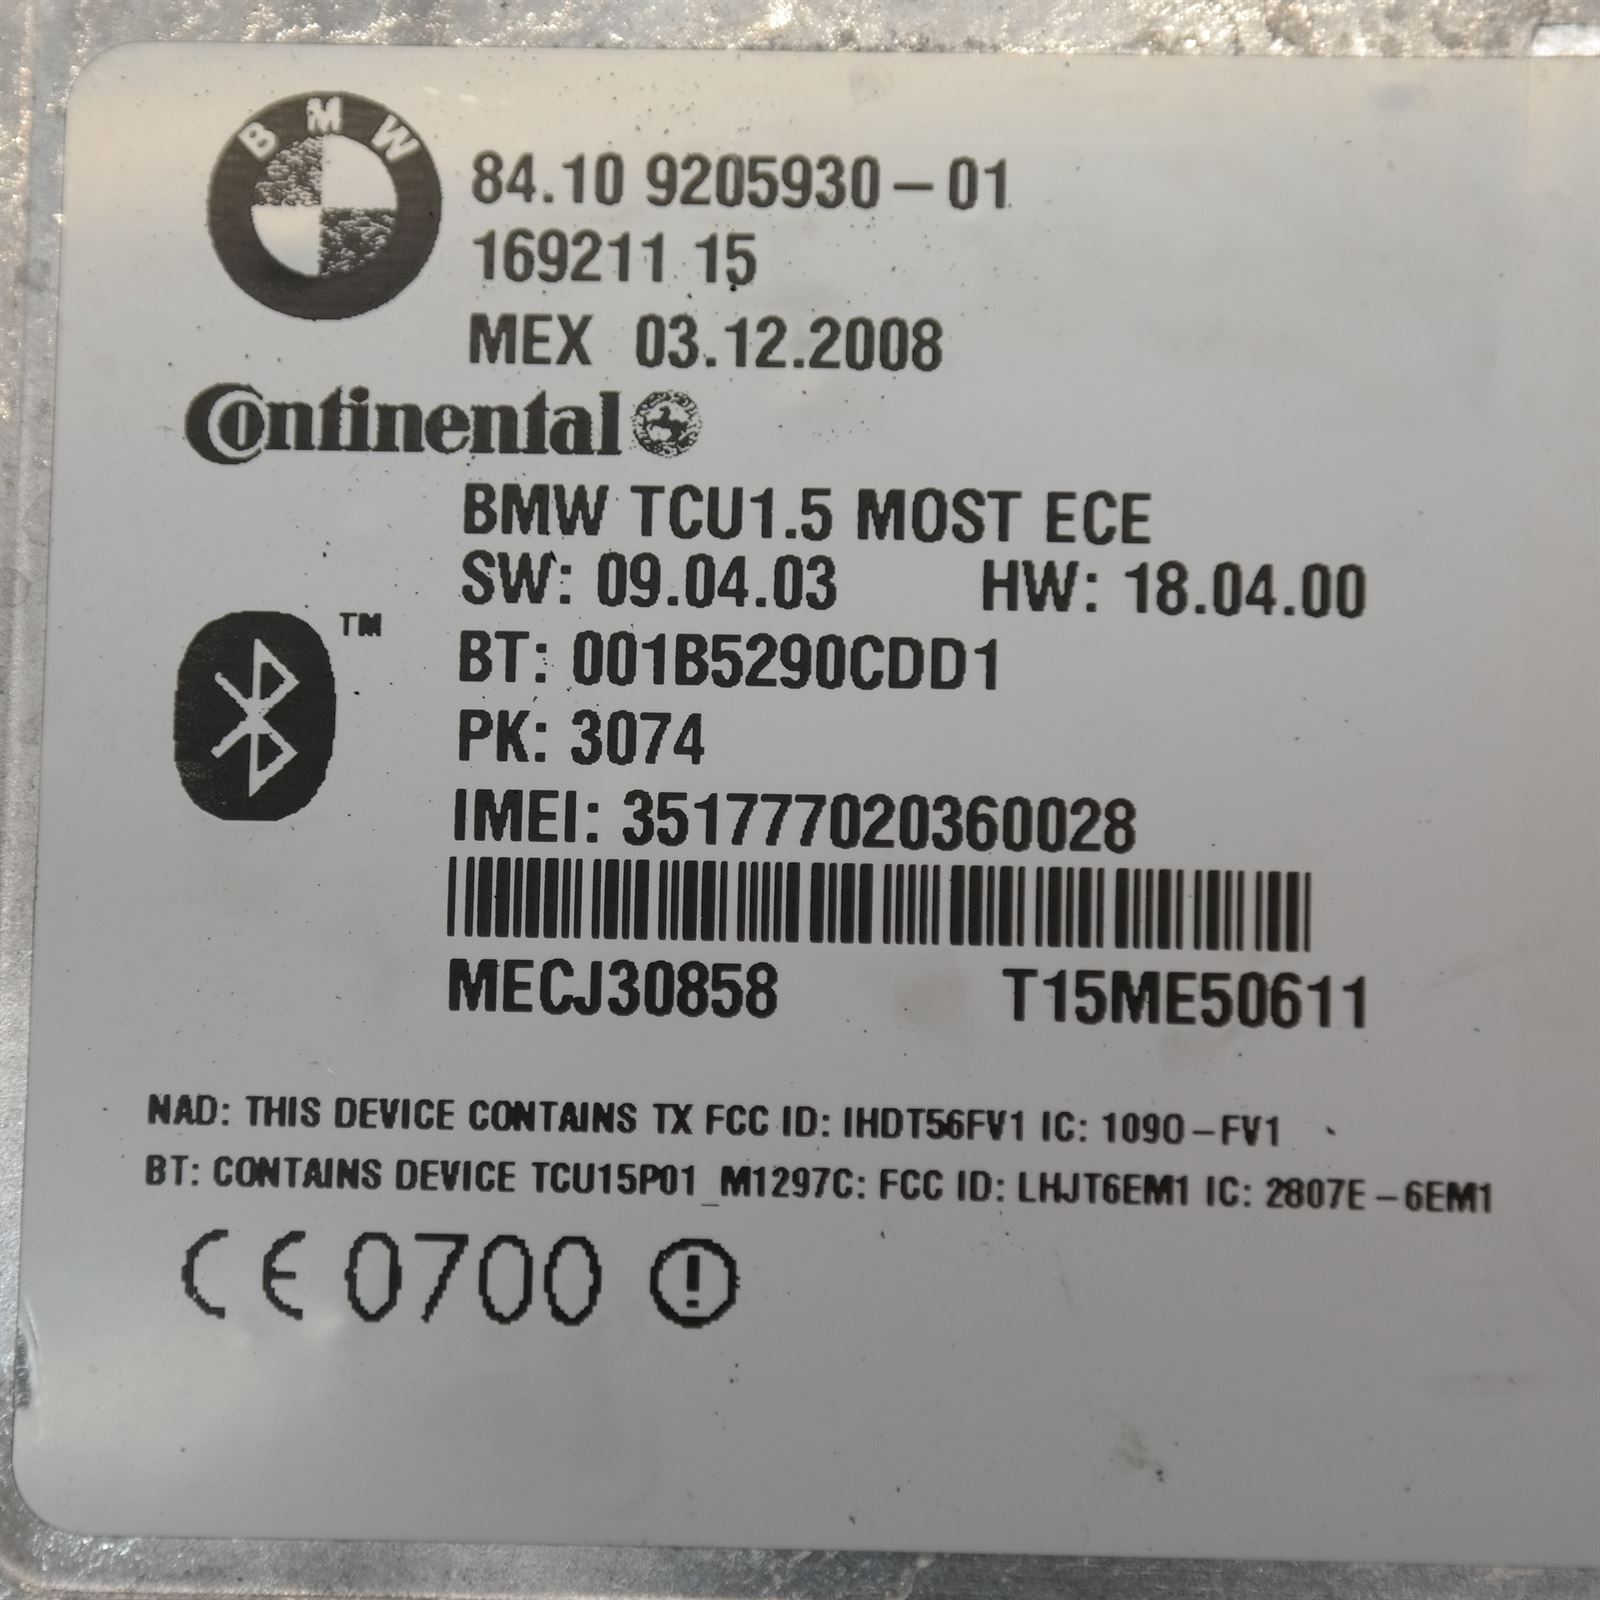 BMW
84.10 9205930-01
169211 15
MEX 03.12.2008
Continental
BMW TCU1.5 MOST ECE
SW: 09.04.03 HW: 18.04.00
TM
BT: 001B5290CDD1
PK: 3074
IMEI: 351777020360028
MECJ30858 T15ME50611
NAD: THIS DEVICE CONTAINS TX FCC ID: IHDT56FV1 IC: 1090-FV1
BT: CONTAINS DEVICE TCU15P01_M1297C: FCC ID: LHJT6EM1 IC: 2807E-6EM1
CE 0700 !